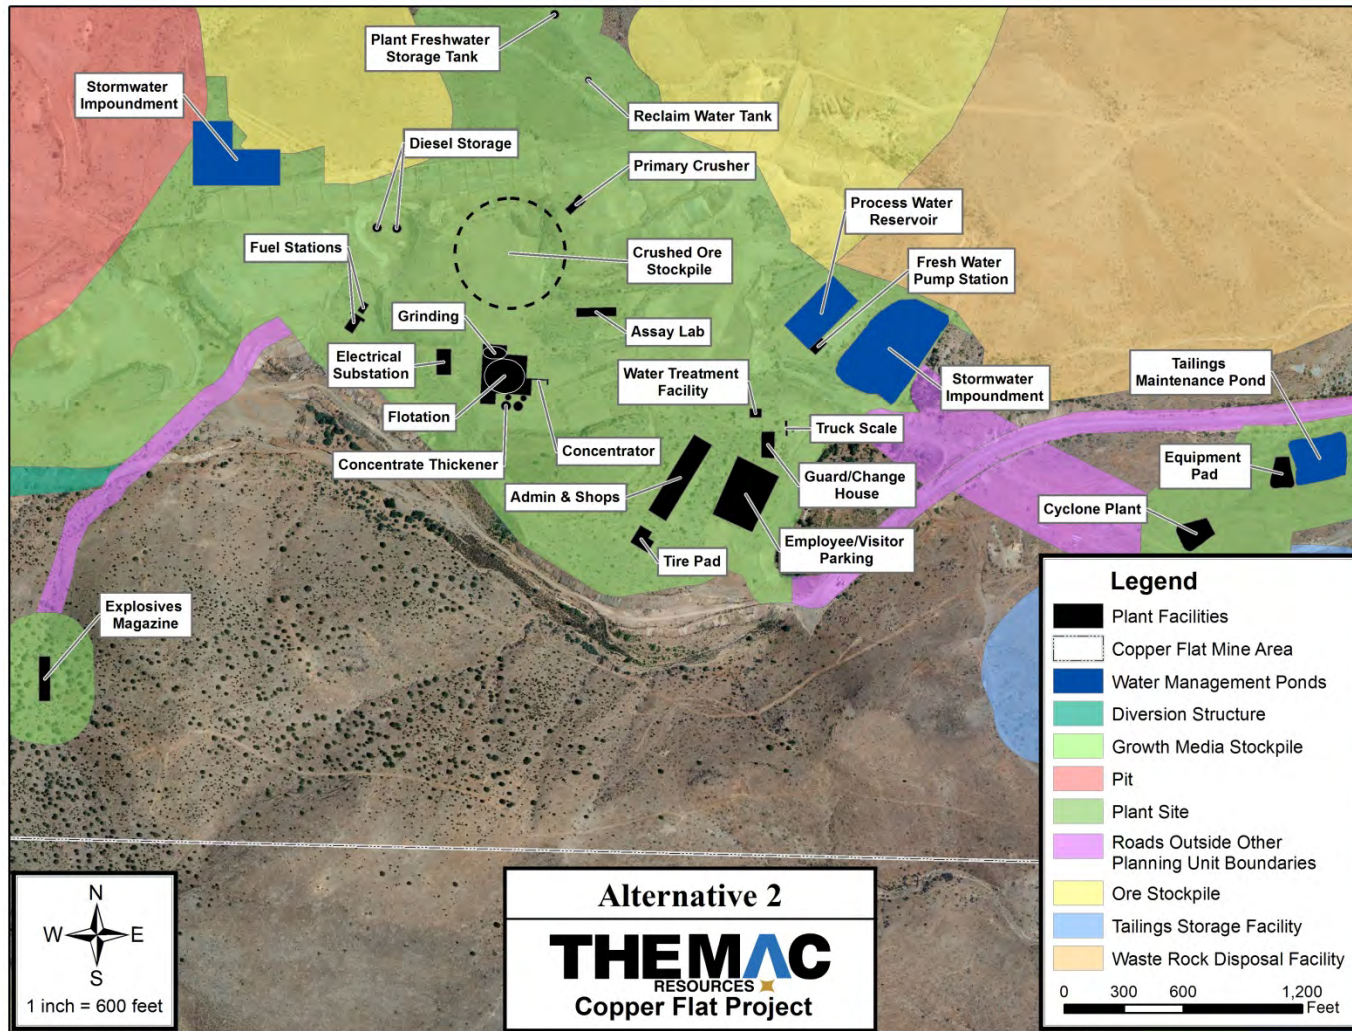 Plant Freshwater
Storage Tank
Stormwater
Impoundment
Reclaim Water Tank
Diesel Storage
Primary Crusher
Process Water
Reservoir
Fuel Stations
Crushed Ore
Stockpile
Fresh Water
Pump Station
Grinding
Assay Lab
Electrical
Substation
Water Treatment
Facility
Stormwater
Impoundment
Tailings
Maintenance Pond
Flotation
Truck Scale
Concentrate Thickener
Concentrator
Equipment
Pad
Admin & Shops
Guard/Change
House
Cyclone Plant
Employee/Visitor
Parking
Tire Pad
Explosives
Magazine
Legend
Plant Facilities
Copper Flat Mine Area
Water Management Ponds
Diversion Structure
Growth Media Stockpile
Pit
Plant Site
Roads Outside Other
Planning Unit Boundaries
Ore Stockpile
Tailings Storage Facility
Waste Rock Disposal Facility
0 300 600 1,200
Feet
N
W E
S
1 inch = 600 feet
Alternative 2
THEMAC
RESOURCES
Copper Flat Project